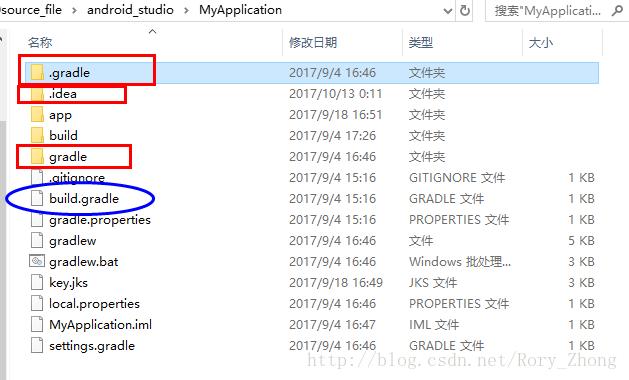 source_file › android_studio › MyApplication 搜索"MyApplicati...
名称 修改日期 类型 大小
.gradle 2017/9/4 16:46 文件夹
.idea 2017/10/13 0:11 文件夹
app 2017/9/18 16:51 文件夹
build 2017/9/4 17:26 文件夹
gradle 2017/9/4 16:46 文件夹
.gitignore 2017/9/4 16:46 GITIGNORE 文件 1 KB
build.gradle 2017/9/4 16:46 GRADLE 文件 1 KB
gradle.properties 2017/9/4 16:46 PROPERTIES 文件 1 KB
gradlew 2017/9/4 16:46 文件 5 KB
gradlew.bat 2017/9/4 16:46 Windows 批处理... 3 KB
key.jks 2017/9/18 16:49 JKS 文件 3 KB
local.properties 2017/9/4 16:46 PROPERTIES 文件 1 KB
MyApplication.iml 2017/9/4 16:47 IML 文件 1 KB
settings.gradle 2017/9/4 16:46 GRADLE 文件 1 KB
http://blog.csdn.net/Rory_Zhong